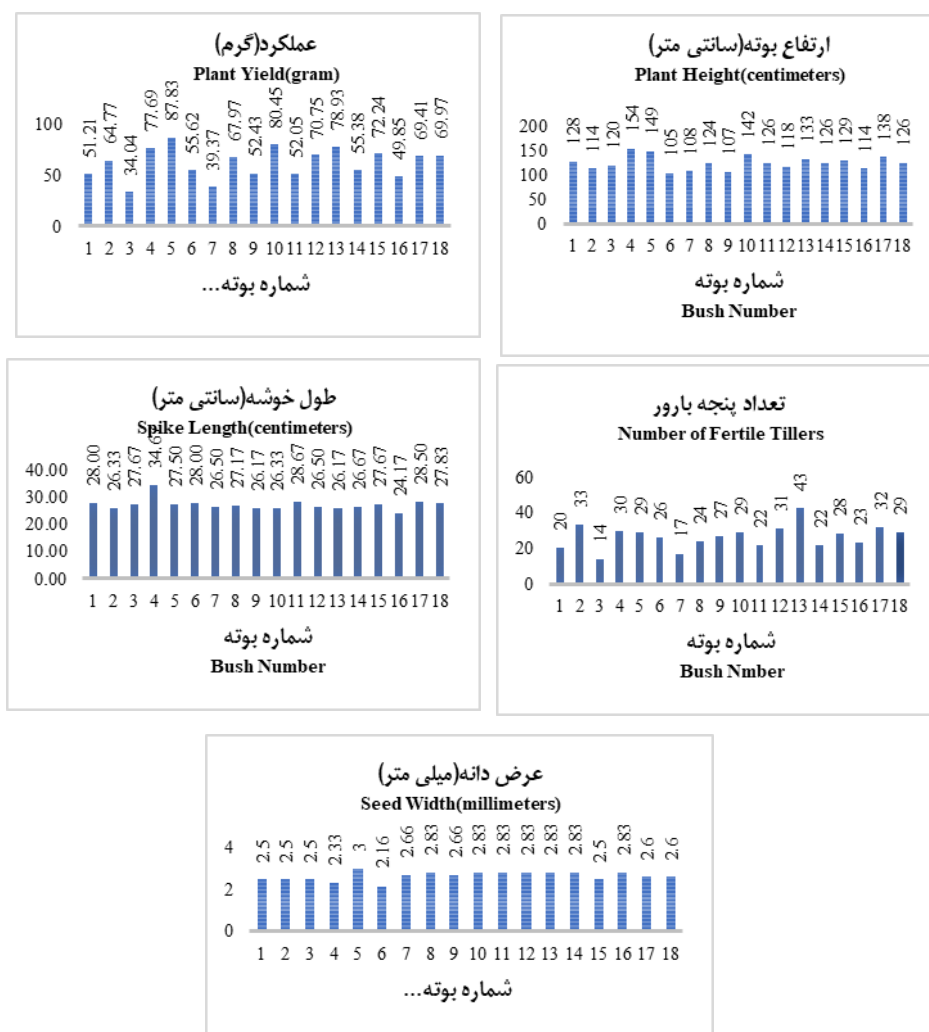 عملکرد(گرم)
Plant Yield(gram)
51.21 64.77 34.04 77.69 87.83 55.62 39.37 67.97 52.43 80.45 52.05 70.75 78.93 55.38 72.24 49.85 69.41 69.97
100
50
0
1 2 3 4 5 6 7 8 9 10 11 12 13 14 15 16 17 18
شماره بوته...
ارتفاع بوته(سانتی متر)
Plant Height(centimeters)
128 114 120 154 149 105 108 124 107 142 126 118 133 126 129 114 138 126
200
150
100
50
0
1 2 3 4 5 6 7 8 9 10 11 12 13 14 15 16 17 18
شماره بوته
Bush Number
طول خوشه(سانتی متر)
Spike Length(centimeters)
28.00 26.33 27.67 34.6 27.50 28.00 26.50 27.17 26.17 26.33 28.67 26.50 26.17 26.67 27.67 24.17 28.50 27.83
40.00
30.00
20.00
10.00
0.00
1 2 3 4 5 6 7 8 9 10 11 12 13 14 15 16 17 18
شماره بوته
Bush Number
تعداد پنجه بارور
Number of Fertile Tillers
20 33 14 30 29 26 17 24 27 29 22 31 43 22 28 23 32 29
60
40
20
0
1 2 3 4 5 6 7 8 9 10 11 12 13 14 15 16 17 18
شماره بوته
Bush Nmber
عرض دانه(میلی متر)
Seed Width(millimeters)
2.5 2.5 2.5 2.33 3 2.16 2.66 2.83 2.66 2.83 2.83 2.83 2.83 2.83 2.5 2.83 2.6 2.6
4
2
0
1 2 3 4 5 6 7 8 9 10 11 12 13 14 15 16 17 18
شماره بوته...